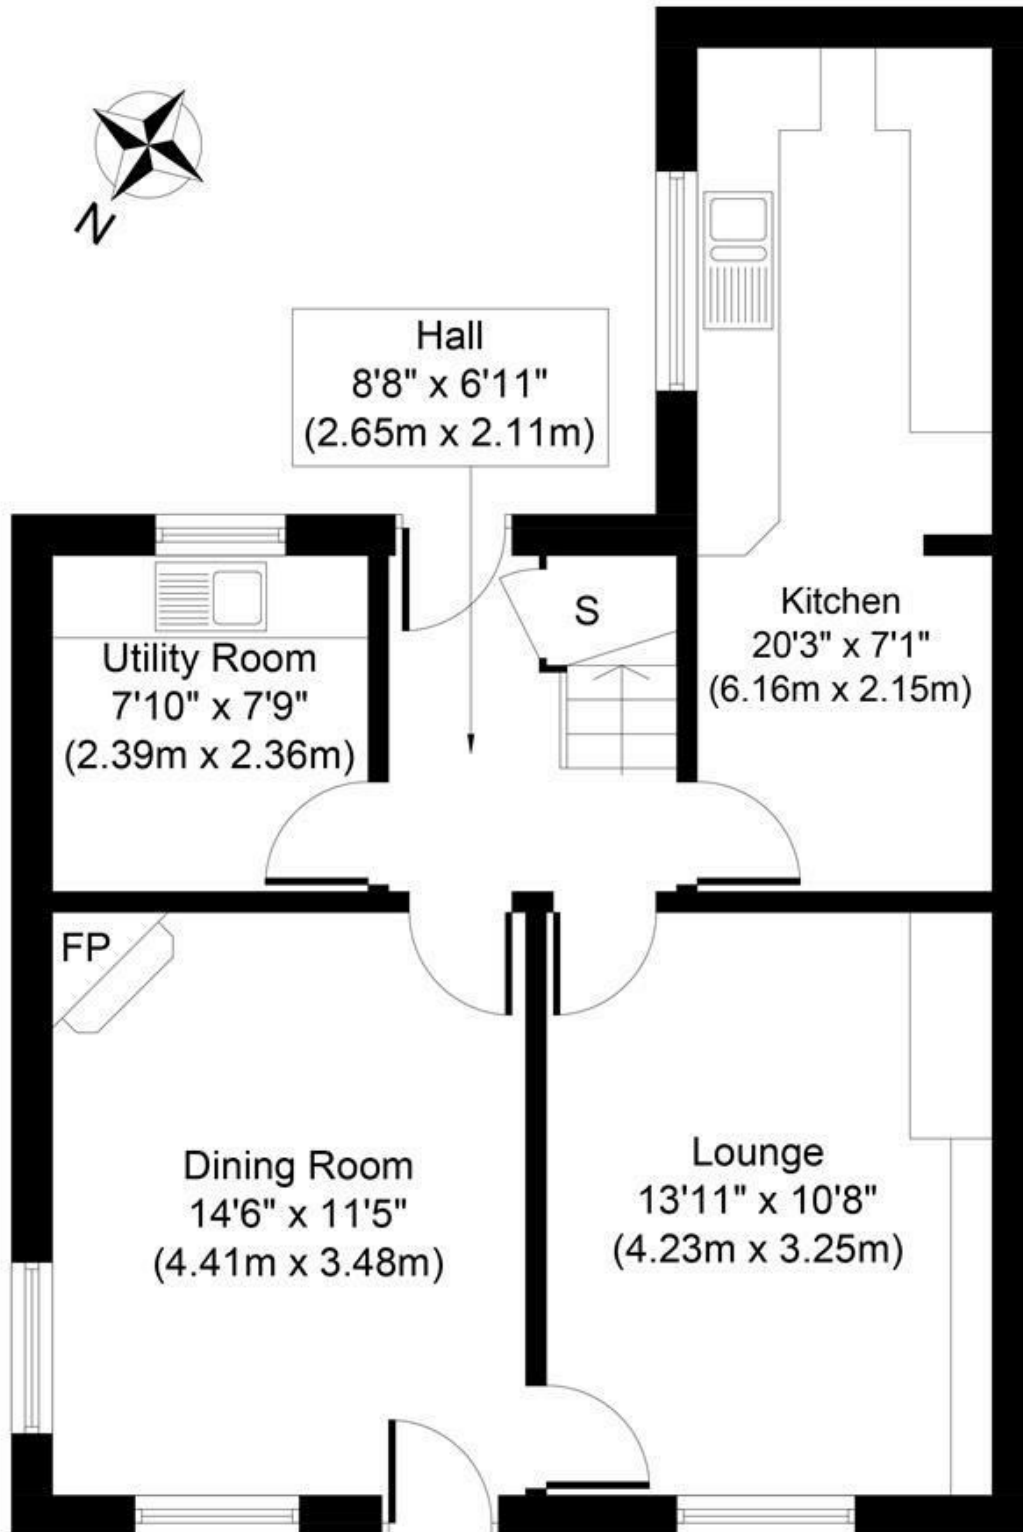 N
Hall
8'8" x 6'11"
(2.65m x 2.11m)
S
Kitchen
20'3" x 7'1"
(6.16m x 2.15m)
Utility Room
7'10" x 7'9"
(2.39m x 2.36m)
FP
Dining Room
14'6" x 11'5"
(4.41m x 3.48m)
Lounge
13'11" x 10'8"
(4.23m x 3.25m)